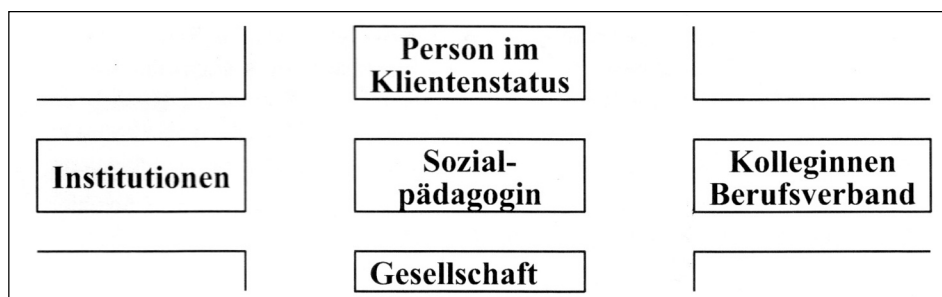 Person im
Klientenstatus
Institutionen
Sozial-
pädagogin
Kolleginnen
Berufsverband
Gesellschaft